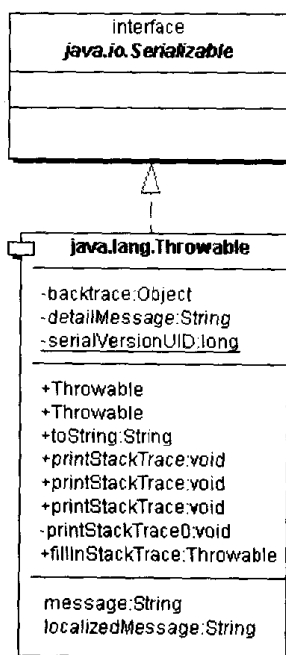 interface
java.io.Serializable
java.lang.Throwable
-backtrace:Object
-detailMessage:String
-serialVersionUID:long
+Throwable
+Throwable
+toString:String
+printStackTrace:void
+printStackTrace:void
+printStackTrace:void
-printStackTrace0:void
+fillInStackTrace:Throwable
message:String
localizedMessage:String